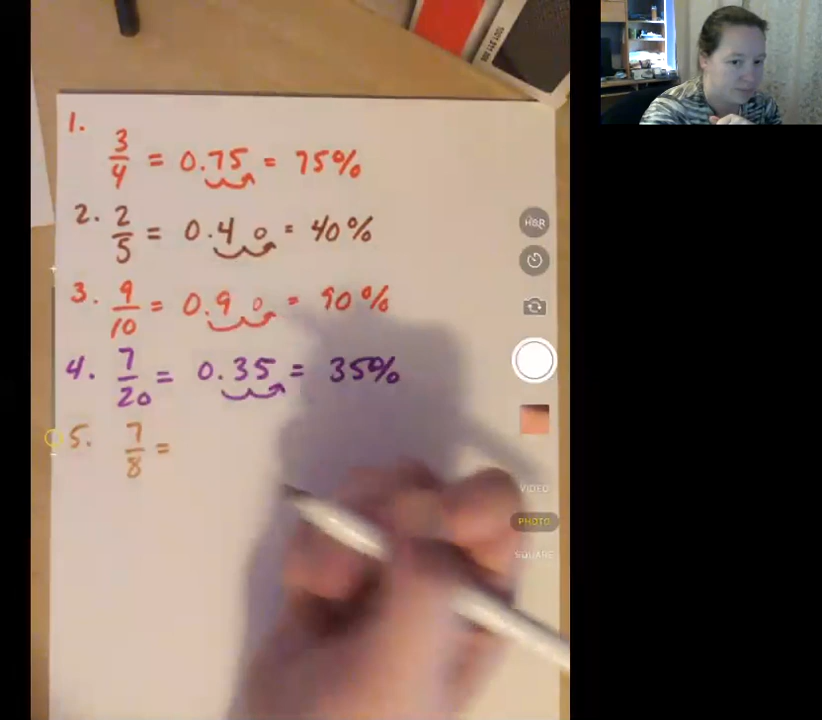 1.
3/4 = 0.75 = 75%
2. 2/5 = 0.40 = 40%
3. 9/10 = 0.90 = 90%
4. 7/20 = 0.35 = 35%
5. 7/8 =
HDR
VIDEO
PHOTO
SQUARE